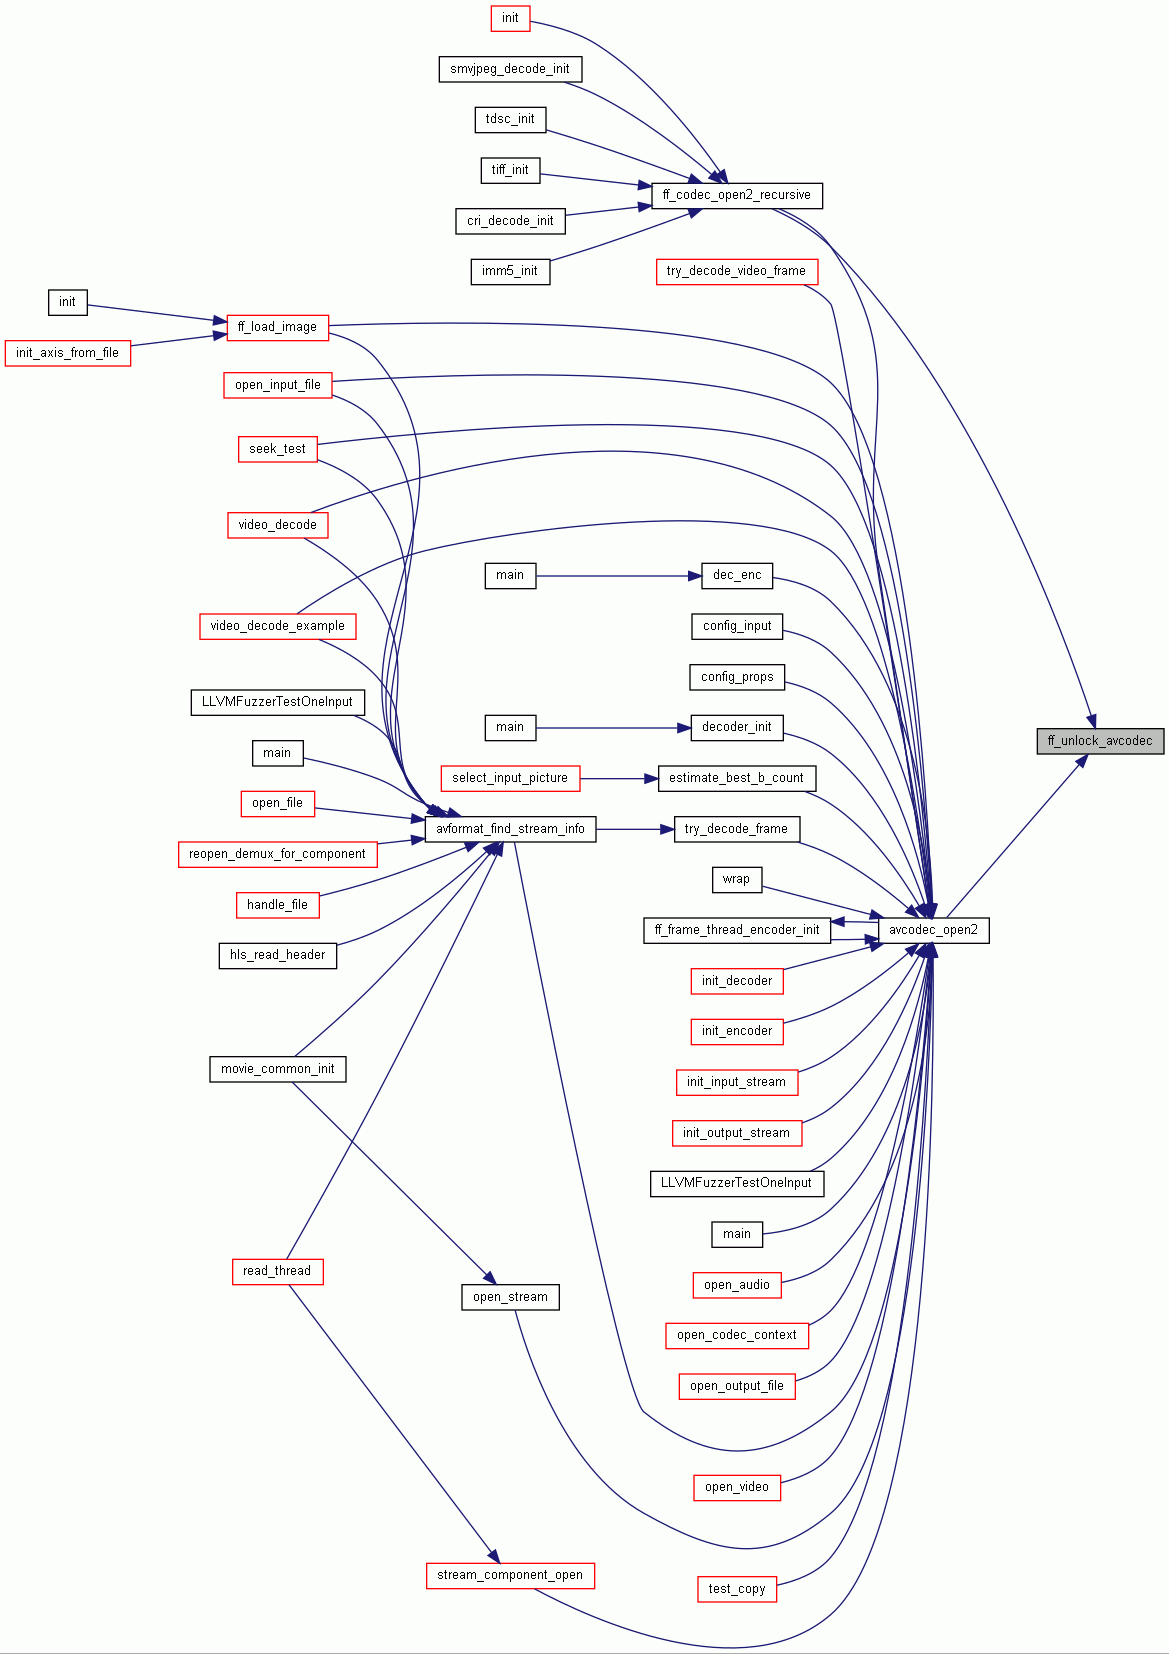 init
smvjpeg_decode_init
tdsc_init
tiff_init
ff_codec_open2_recursive
cri_decode_init
imm5_init
try_decode_video_frame
init
ff_load_image
init_axis_from_file
open_input_file
seek_test
video_decode
main
dec_enc
video_decode_example
config_input
config_props
LLVMFuzzerTestOneInput
main
decoder_init
ff_unlock_avcodec
main
select_input_picture
estimate_best_b_count
open_file
avformat_find_stream_info
try_decode_frame
reopen_demux_for_component
wrap
handle_file
ff_frame_thread_encoder_init
avcodec_open2
hls_read_header
init_decoder
init_encoder
movie_common_init
init_input_stream
init_output_stream
LLVMFuzzerTestOneInput
main
read_thread
open_audio
open_stream
open_codec_context
open_output_file
open_video
stream_component_open
test_copy